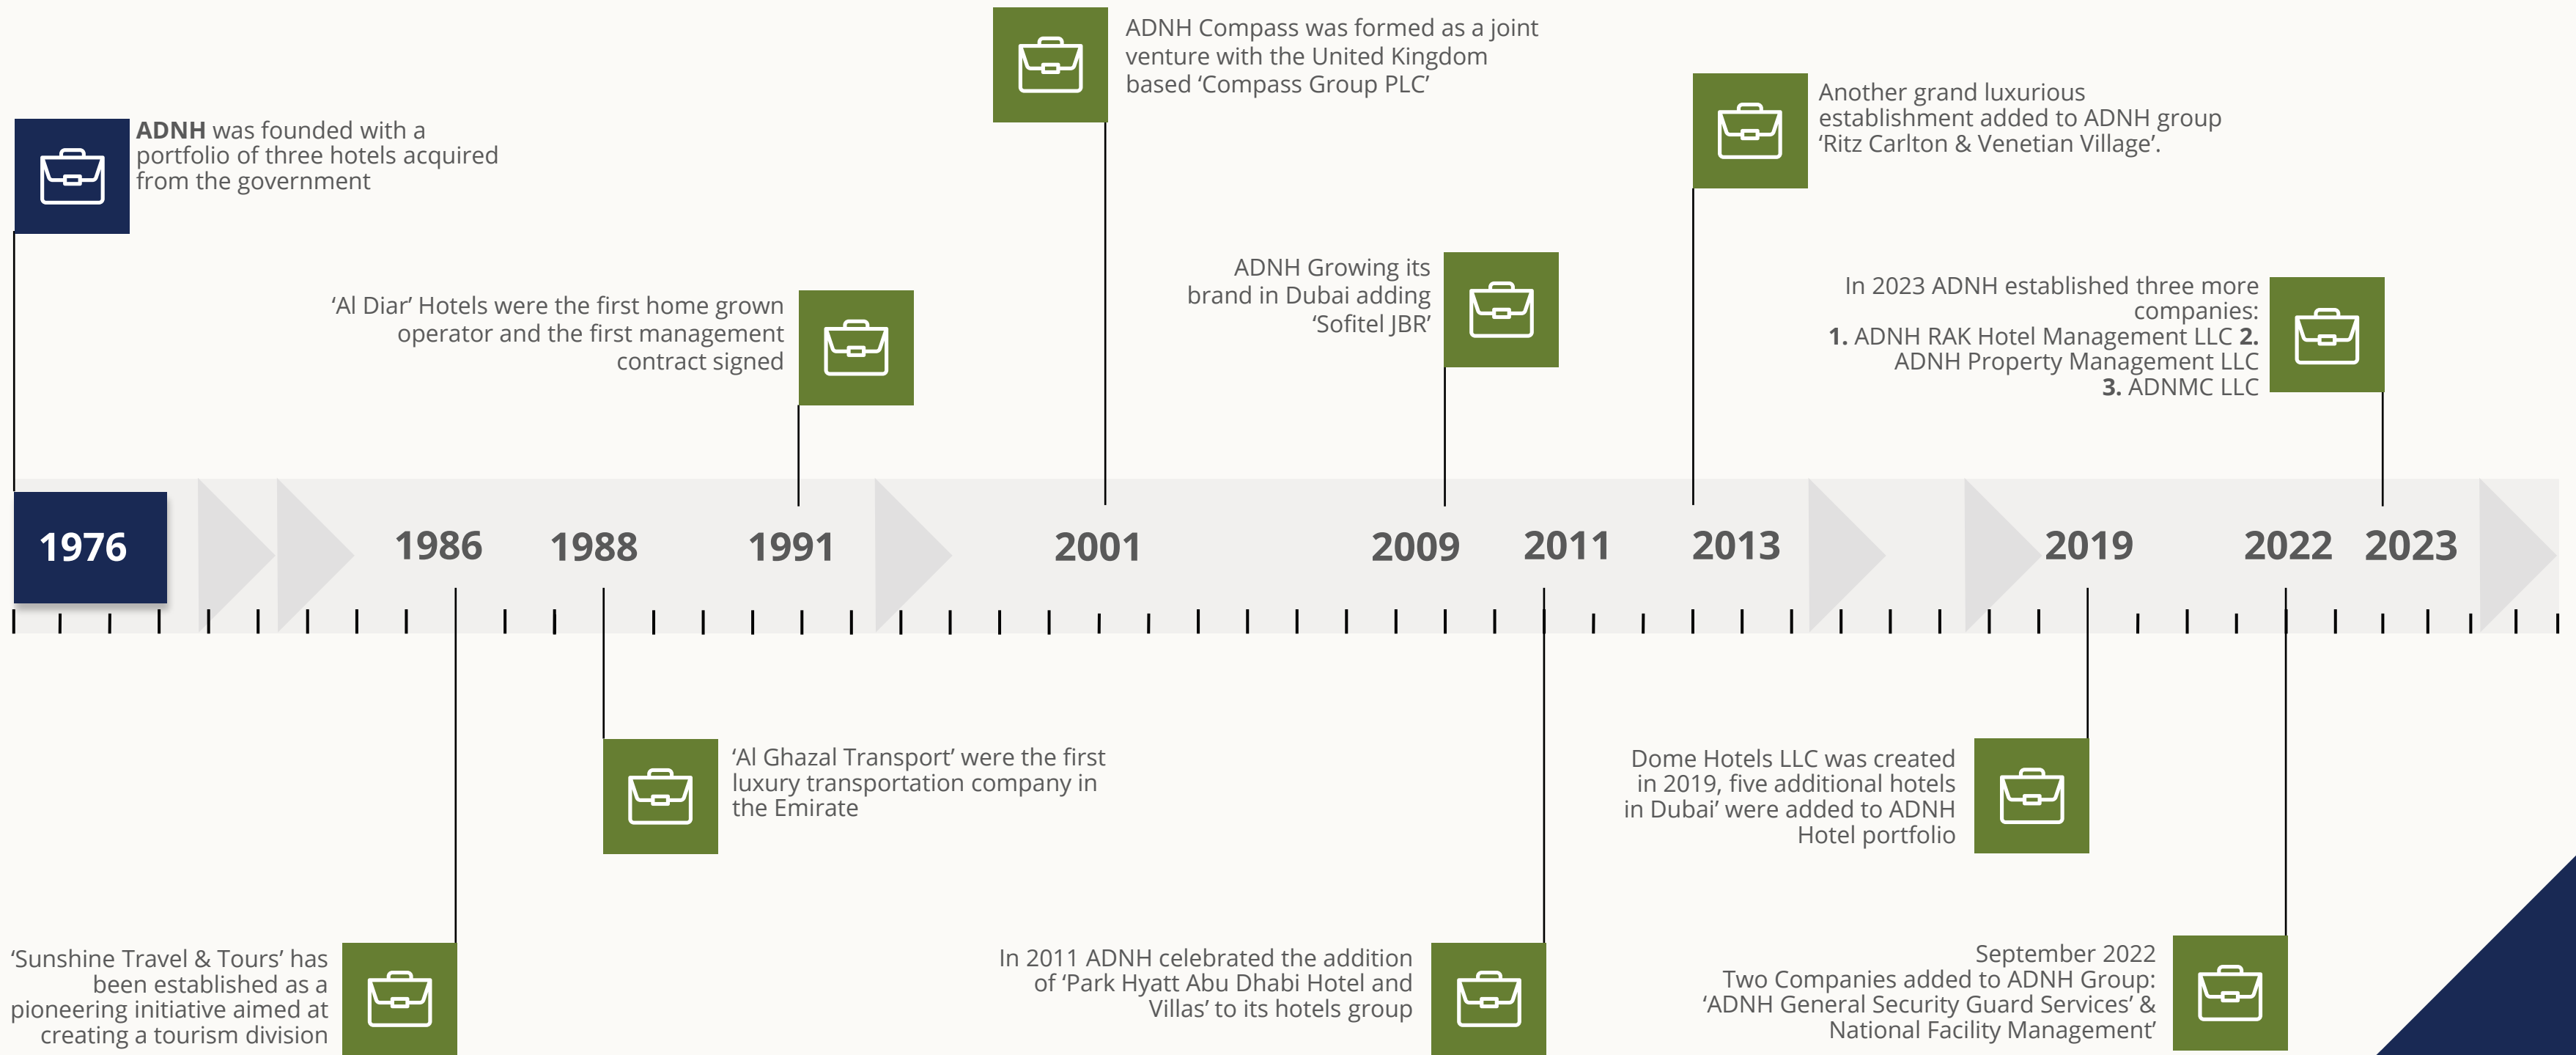 ADNH Compass was formed as a joint
venture with the United Kingdom
based ‘Compass Group PLC’
Another grand luxurious
establishment added to ADNH group
‘Ritz Carlton & Venetian Village’.
ADNH was founded with a
portfolio of three hotels acquired
from the government
‘Al Diar’ Hotels were the first home grown
operator and the first management
contract signed
ADNH Growing its
brand in Dubai adding
‘Sofitel JBR’
In 2023 ADNH established three more
companies:
1. ADNH RAK Hotel Management LLC 2.
ADNH Property Management LLC
3. ADNMC LLC
1976
1986
1988
1991
2001
2009
2011
2013
2019
2022
2023
‘Al Ghazal Transport’ were the first
luxury transportation company in
the Emirate
Dome Hotels LLC was created
in 2019, five additional hotels
in Dubai’ were added to ADNH
Hotel portfolio
‘Sunshine Travel & Tours’ has
been established as a
pioneering initiative aimed at
creating a tourism division
In 2011 ADNH celebrated the addition
of ‘Park Hyatt Abu Dhabi Hotel and
Villas’ to its hotels group
September 2022
Two Companies added to ADNH Group:
‘ADNH General Security Guard Services’ &
National Facility Management’